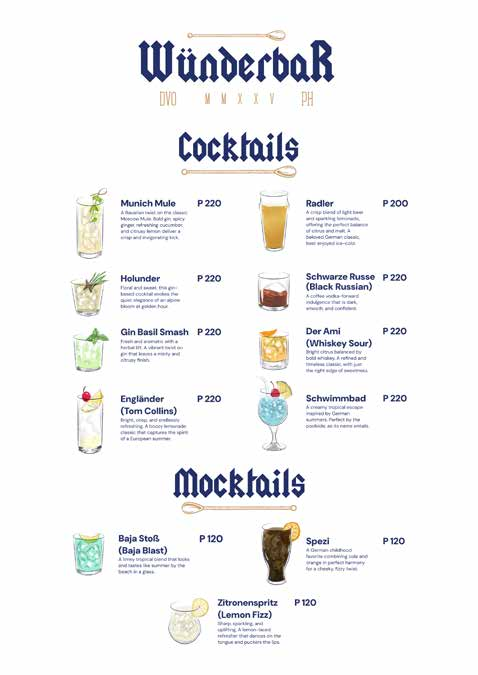 WünderbaR
DVO MMXXV PH
Cocktails
Munich Mule P 220
A Bavarian twist on the classic
Moscow Mule. Bold gin, spicy
ginger, refreshing cucumber,
and citrusy lemon deliver a
crisp and invigorating kick.
Radler P 200
A crisp blend of light beer
and sparkling lemonade,
offering the perfect balance
of citrus and malt. A
beloved German classic,
best enjoyed ice-cold.
Holunder P 220
Floral and sweet, this gin-
based cocktail evokes the
quiet elegance of an alpine
bloom at golden hour.
Schwarze Russe P 220
(Black Russian)
A coffee vodka-forward
indulgence that is dark,
smooth, and confident.
Gin Basil Smash P 220
Fresh and aromatic with a
herbal lift. A vibrant twist on
gin that leaves a minty and
citrusy finish.
Der Ami P 220
(Whiskey Sour)
Bright citrus balanced by
bold whiskey. A refined and
timeless classic, with just
the right edge of sweetness.
Engländer P 220
(Tom Collins)
Bright, crisp, and endlessly
refreshing. A boozy lemonade
classic that captures the spirit
of a European summer.
Schwimmbad P 220
A creamy tropical escape
inspired by German
summers. Perfect by the
poolside, as its name entails.
Mocktails
Baja Stoß P 120
(Baja Blast)
A limey tropical blend that looks
and tastes like summer by the
beach in a glass.
Spezi P 120
A German childhood
favorite combining cola and
orange in perfect harmony
for a cheeky, fizzy twist.
Zitronenspritz P 120
(Lemon Fizz)
Sharp, sparkling, and
uplifting. A lemon-laced
refresher that dances on the
tongue and puckers the lips.